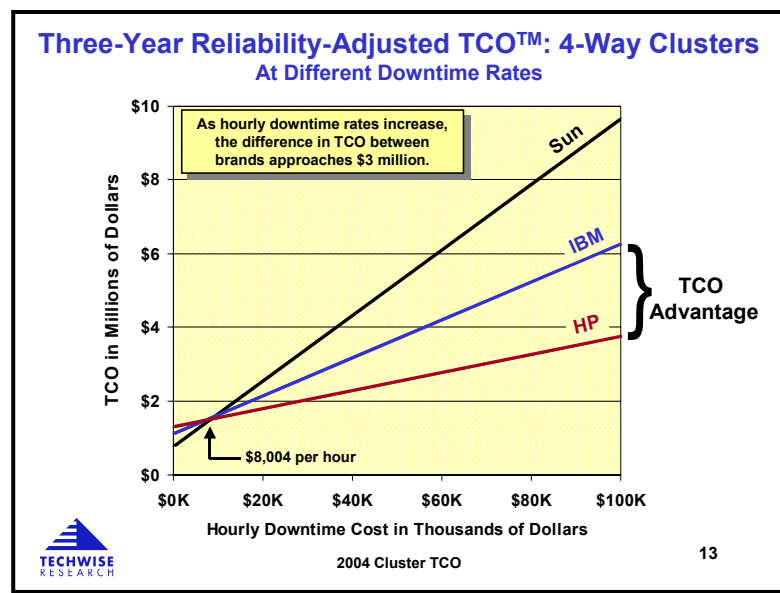 Three-Year Reliability-Adjusted TCO™: 4-Way Clusters
At Different Downtime Rates
$10
$8
$6
$4
$2
$0
TCO in Millions of Dollars
As hourly downtime rates increase,
the difference in TCO between
brands approaches $3 million.
Sun
IBM
HP
TCO
Advantage
$8,004 per hour
$0K $20K $40K $60K $80K $100K
Hourly Downtime Cost in Thousands of Dollars
TECHWISE
RESEARCH
2004 Cluster TCO
13